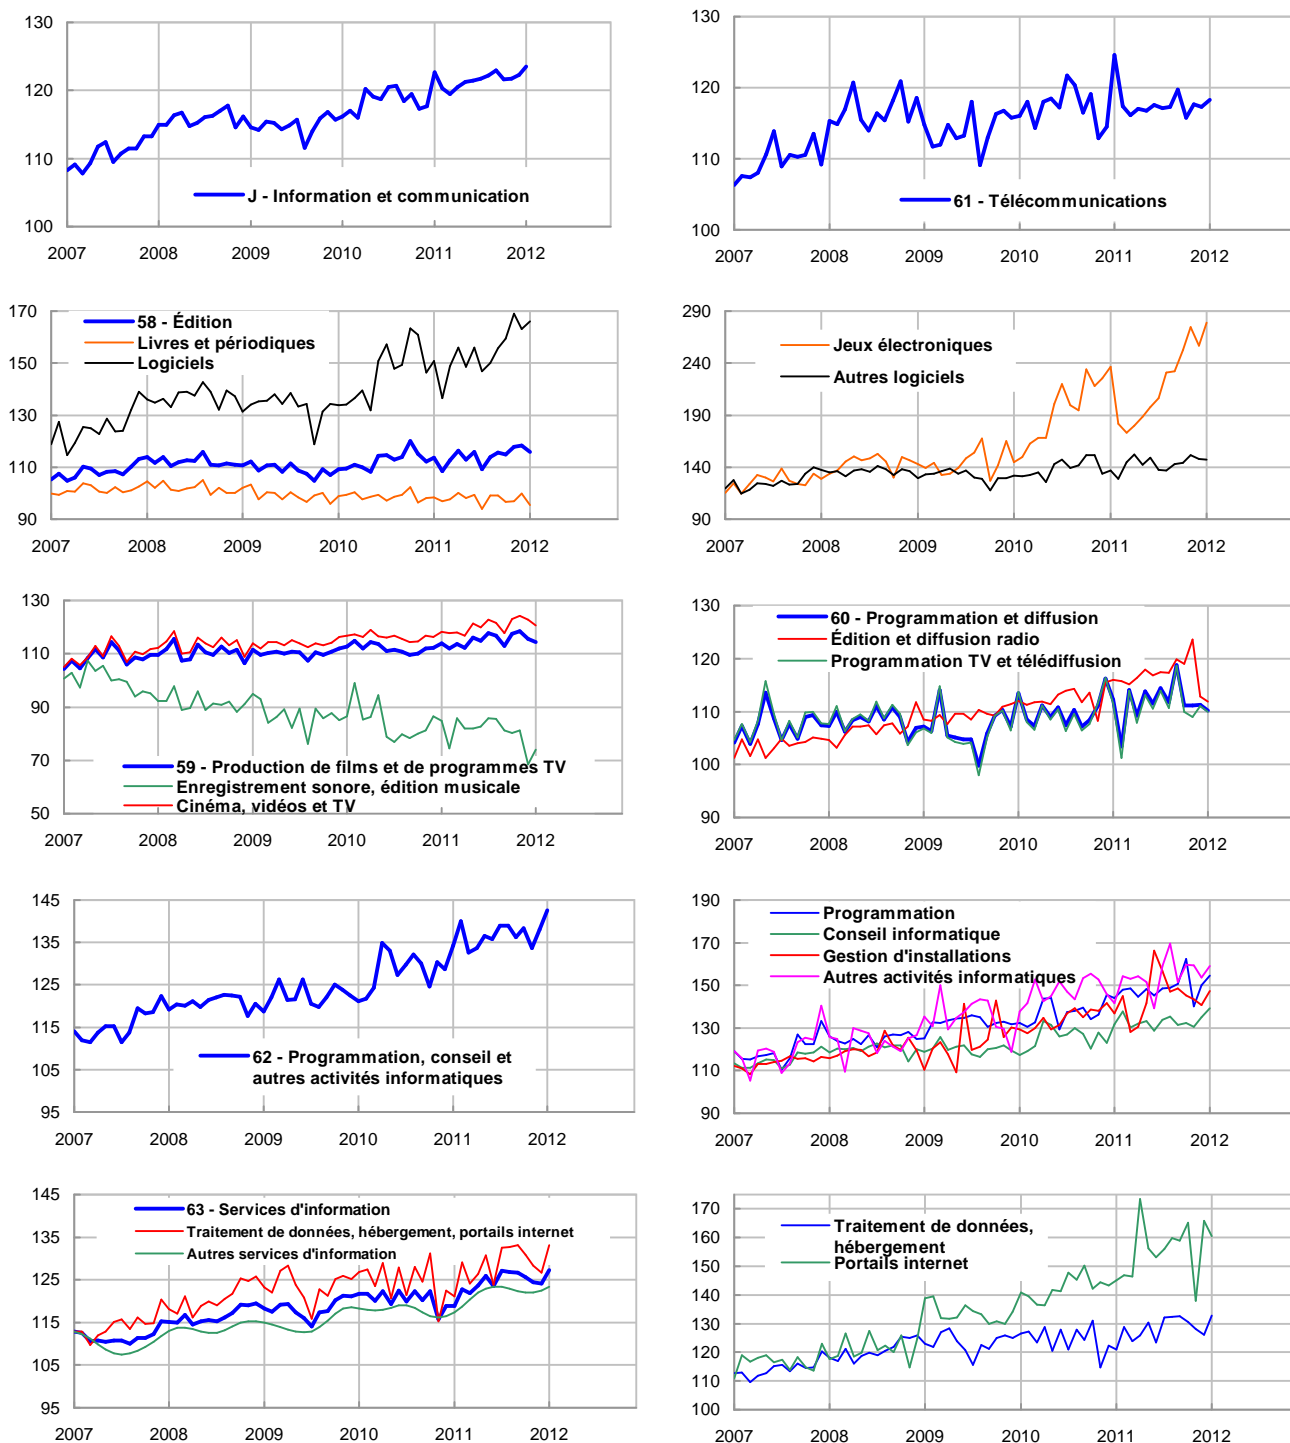 130
120
110
100
J - Information et communication
2007 2008 2009 2010 2011 2012
130
120
110
100
61 - Télécommunications
2007 2008 2009 2010 2011 2012
170
150
130
110
90
58 - Édition
Livres et périodiques
Logiciels
2007 2008 2009 2010 2011 2012
290
240
190
140
90
Jeux électroniques
Autres logiciels
2007 2008 2009 2010 2011 2012
130
110
90
70
50
59 - Production de films et de programmes TV
Enregistrement sonore, édition musicale
Cinéma, vidéos et TV
2007 2008 2009 2010 2011 2012
130
120
110
100
90
60 - Programmation et diffusion
Édition et diffusion radio
Programmation TV et télédiffusion
2007 2008 2009 2010 2011 2012
145
135
125
115
105
95
62 - Programmation, conseil et
autres activités informatiques
2007 2008 2009 2010 2011 2012
190
170
150
130
110
90
Programmation
Conseil informatique
Gestion d'installations
Autres activités informatiques
2007 2008 2009 2010 2011 2012
145
135
125
115
105
95
63 - Services d'information
Traitement de données, hébergement, portails internet
Autres services d'information
2007 2008 2009 2010 2011 2012
170
160
150
140
130
120
110
100
Traitement de données,
hébergement
Portails internet
2007 2008 2009 2010 2011 2012